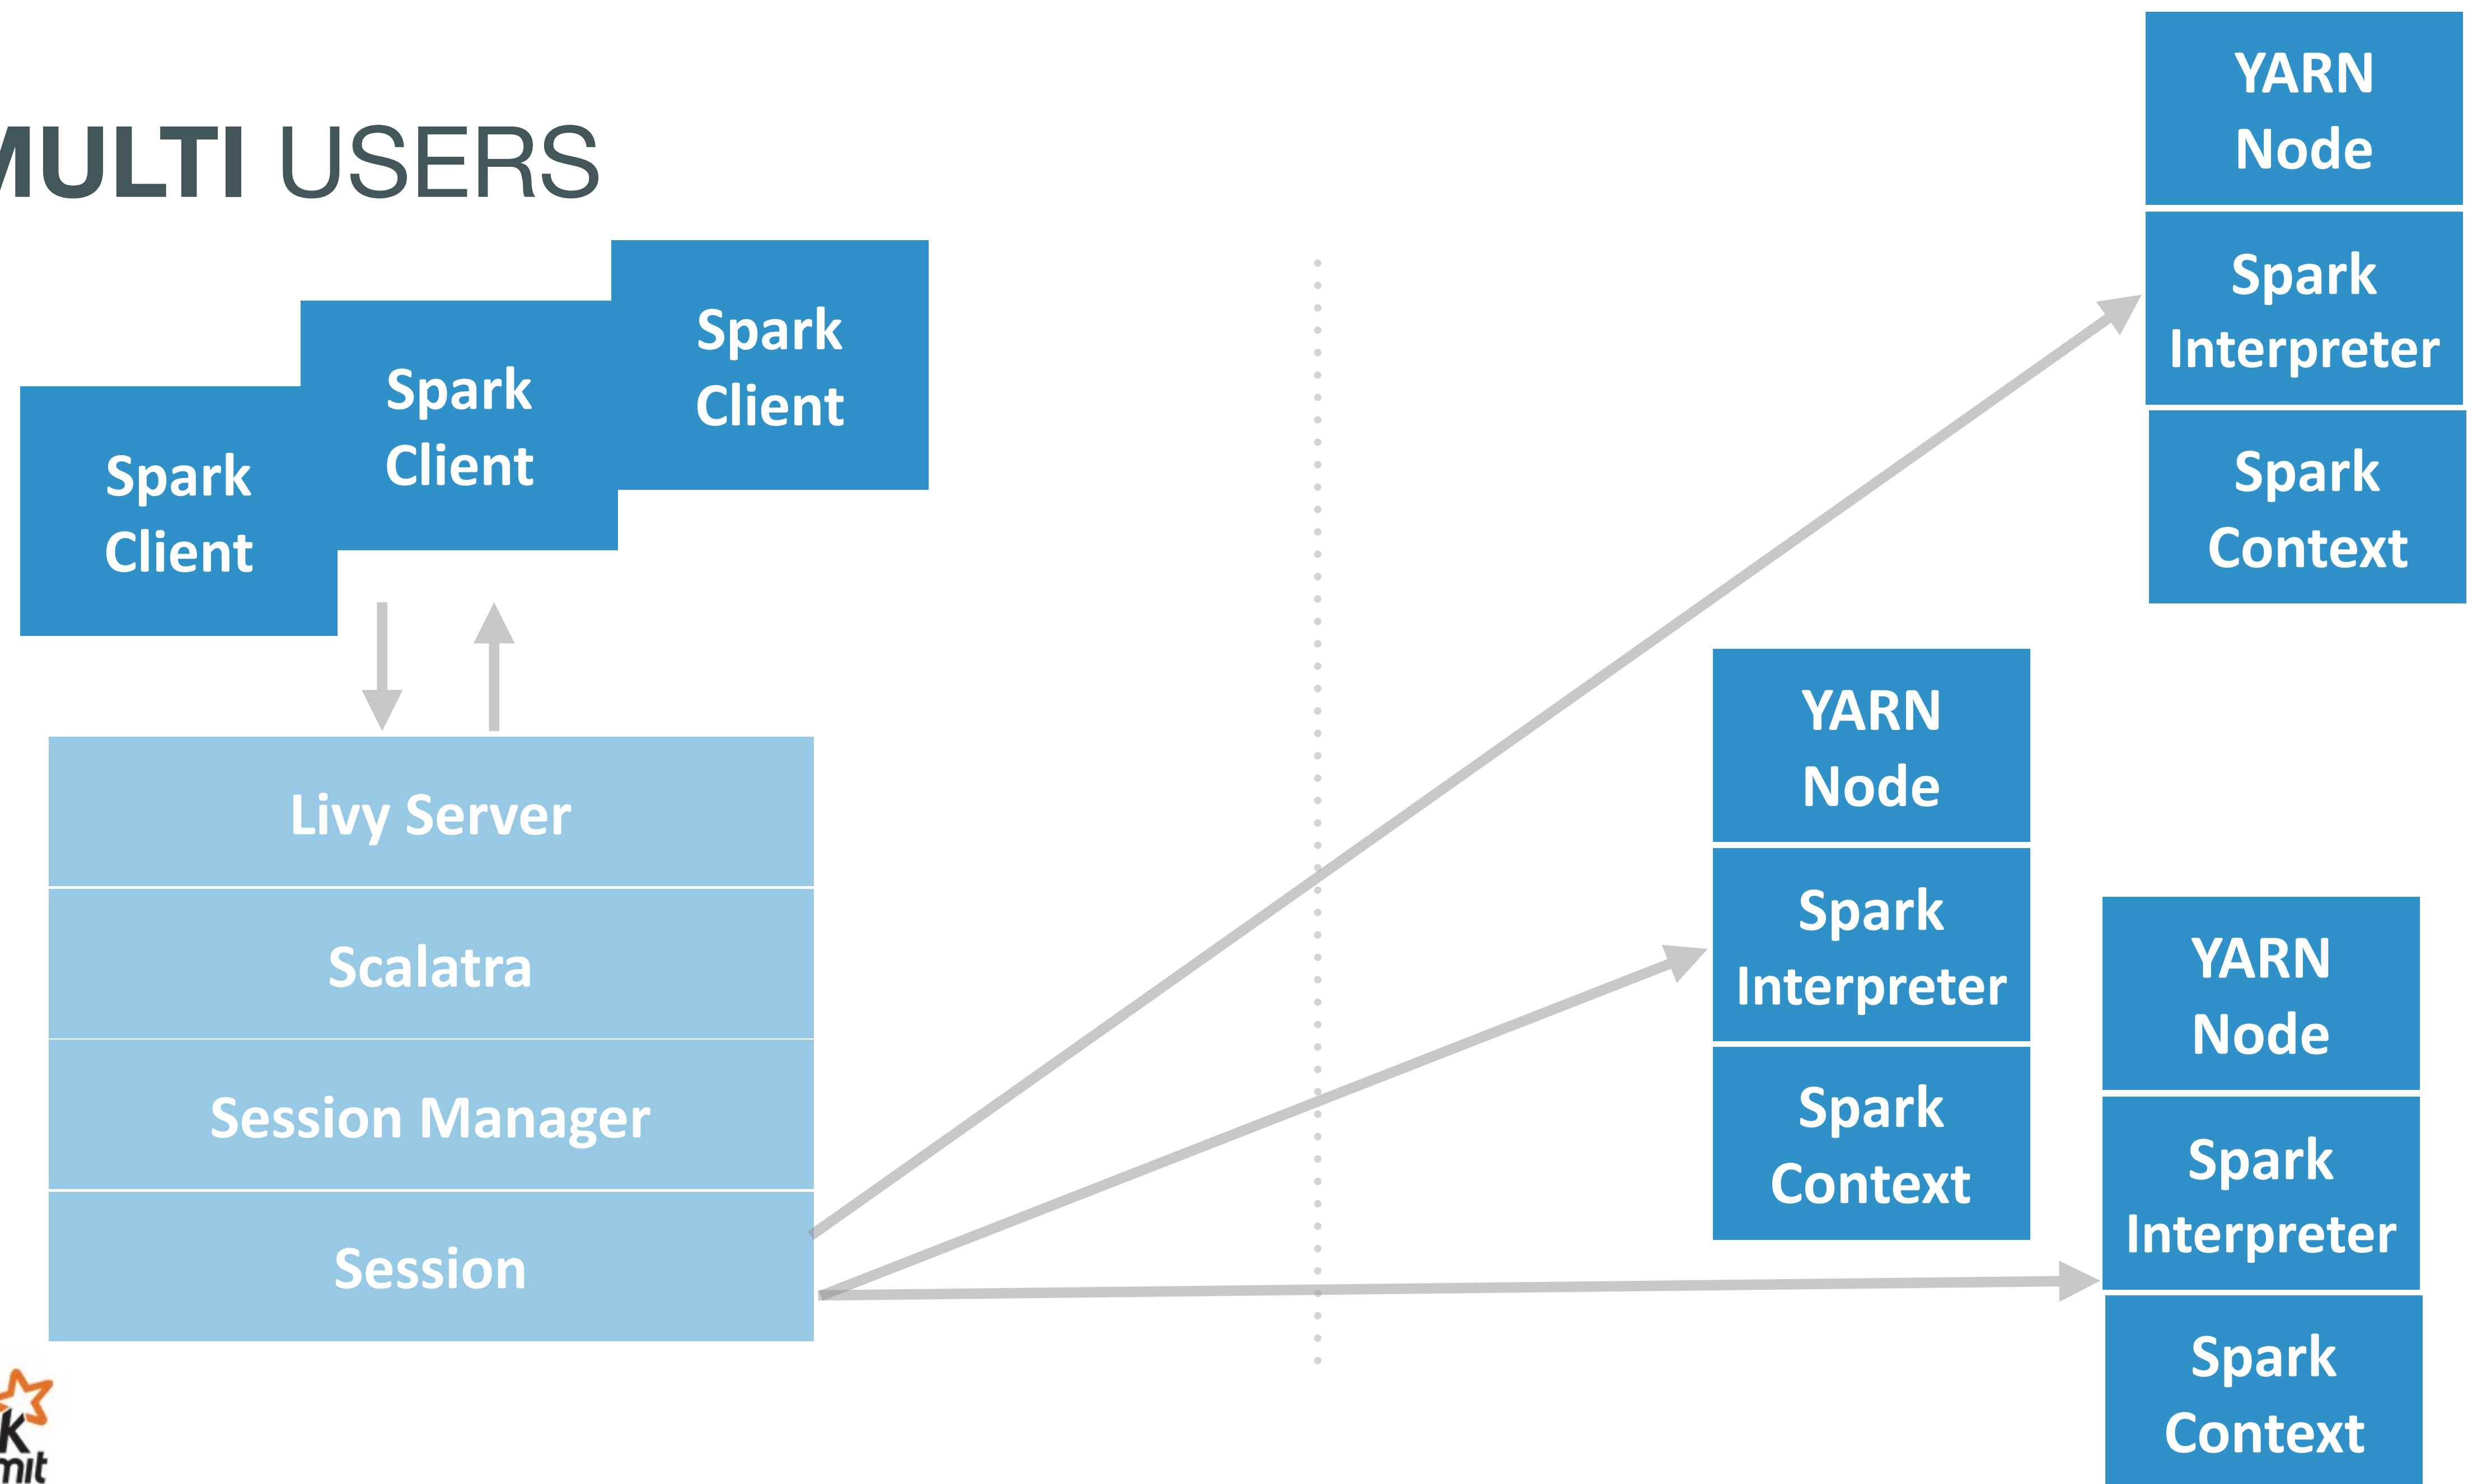 MULTI USERS
Spark
Client
Spark
Client
Spark
Client
Livy Server
Scalatra
Session Manager
Session
YARN
Node
Spark
Interpreter
Spark
Context
YARN
Node
Spark
Interpreter
Spark
Context
YARN
Node
Spark
Interpreter
Spark
Context